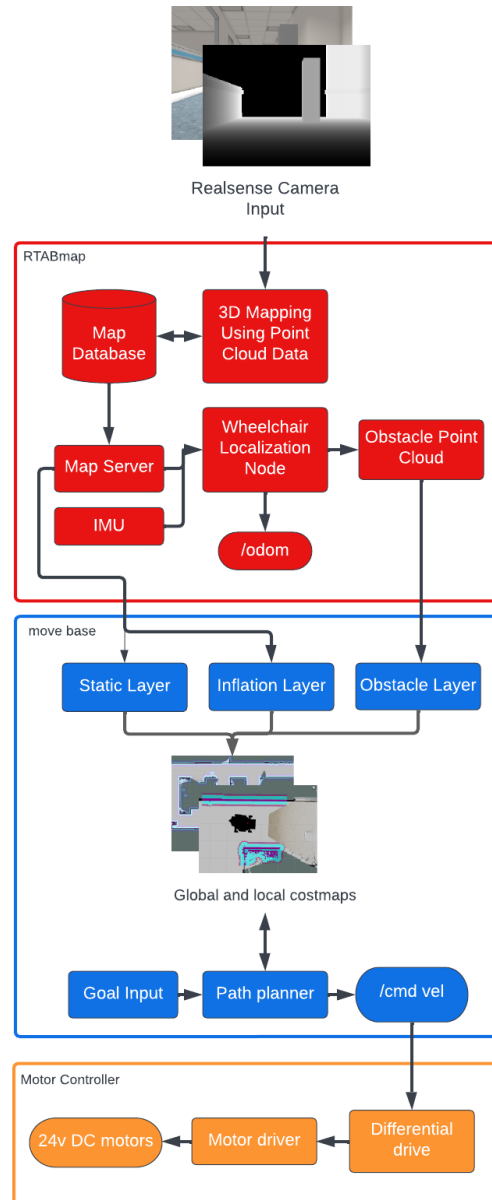 Realsense Camera
Input
RTABmap
Map
Database
3D Mapping
Using Point
Cloud Data
Map Server
IMU
Wheelchair
Localization
Node
Obstacle Point
Cloud
/odom
move base
Static Layer
Inflation Layer
Obstacle Layer
Global and local costmaps
Goal Input
Path planner
/cmd vel
Motor Controller
24v DC motors
Motor driver
Differential
drive